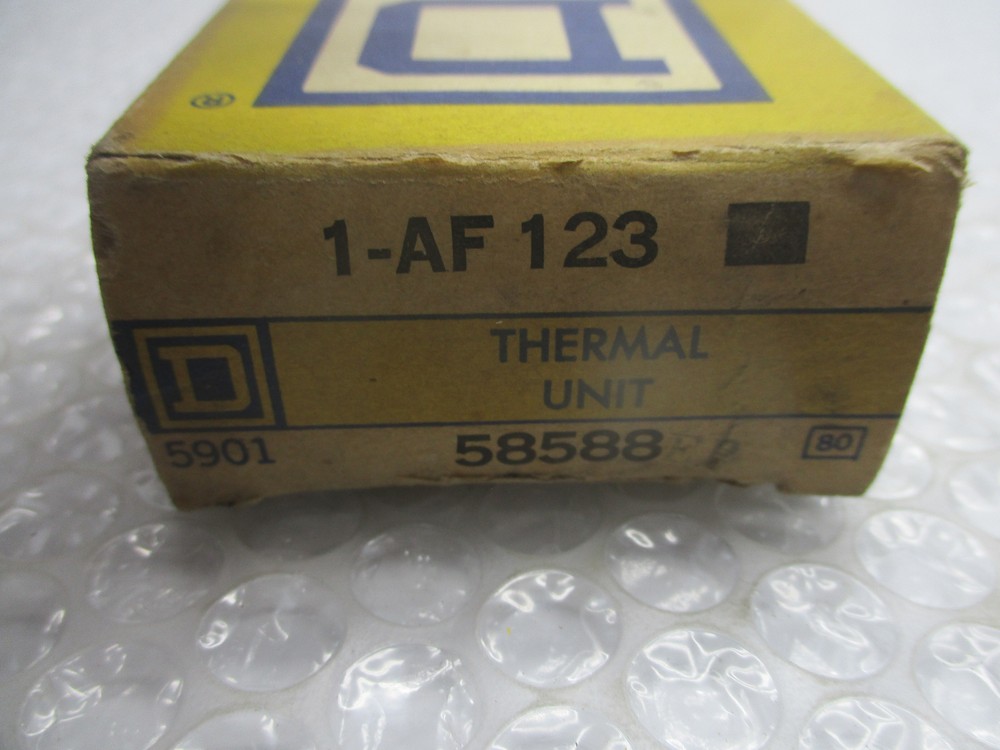 ®
D
1-AF 123
D
THERMAL
UNIT
5901
58588
80